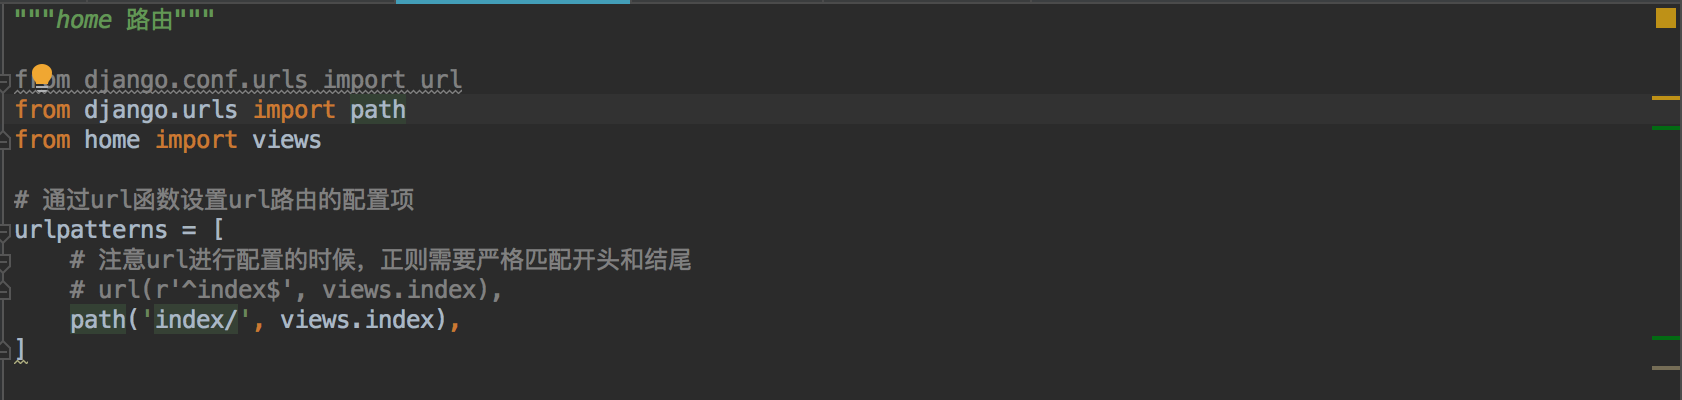 """home 路由"""
from django.conf.urls import url
from django.urls import path
from home import views
# 通过url函数设置url路由的配置项
urlpatterns = [
# 注意url进行配置的时候，正则需要严格匹配开头和结尾
# url(r'^index$', views.index),
path('index/', views.index),
]